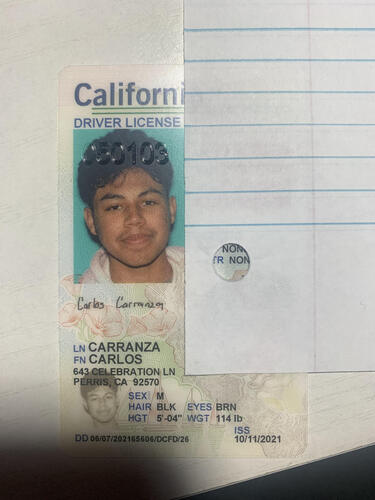 Californi
DRIVER LICENSE
050103
Carlos Carranza
LN CARRANZA
FN CARLOS
643 CELEBRATION LN
PERRIS, CA 92570
SEX M
HAIR BLK EYES BRN
HGT 5'-04" WGT 114 lb
ISS
DD 06/07/202165606/DCFD/26 10/11/2021
NON
R NON